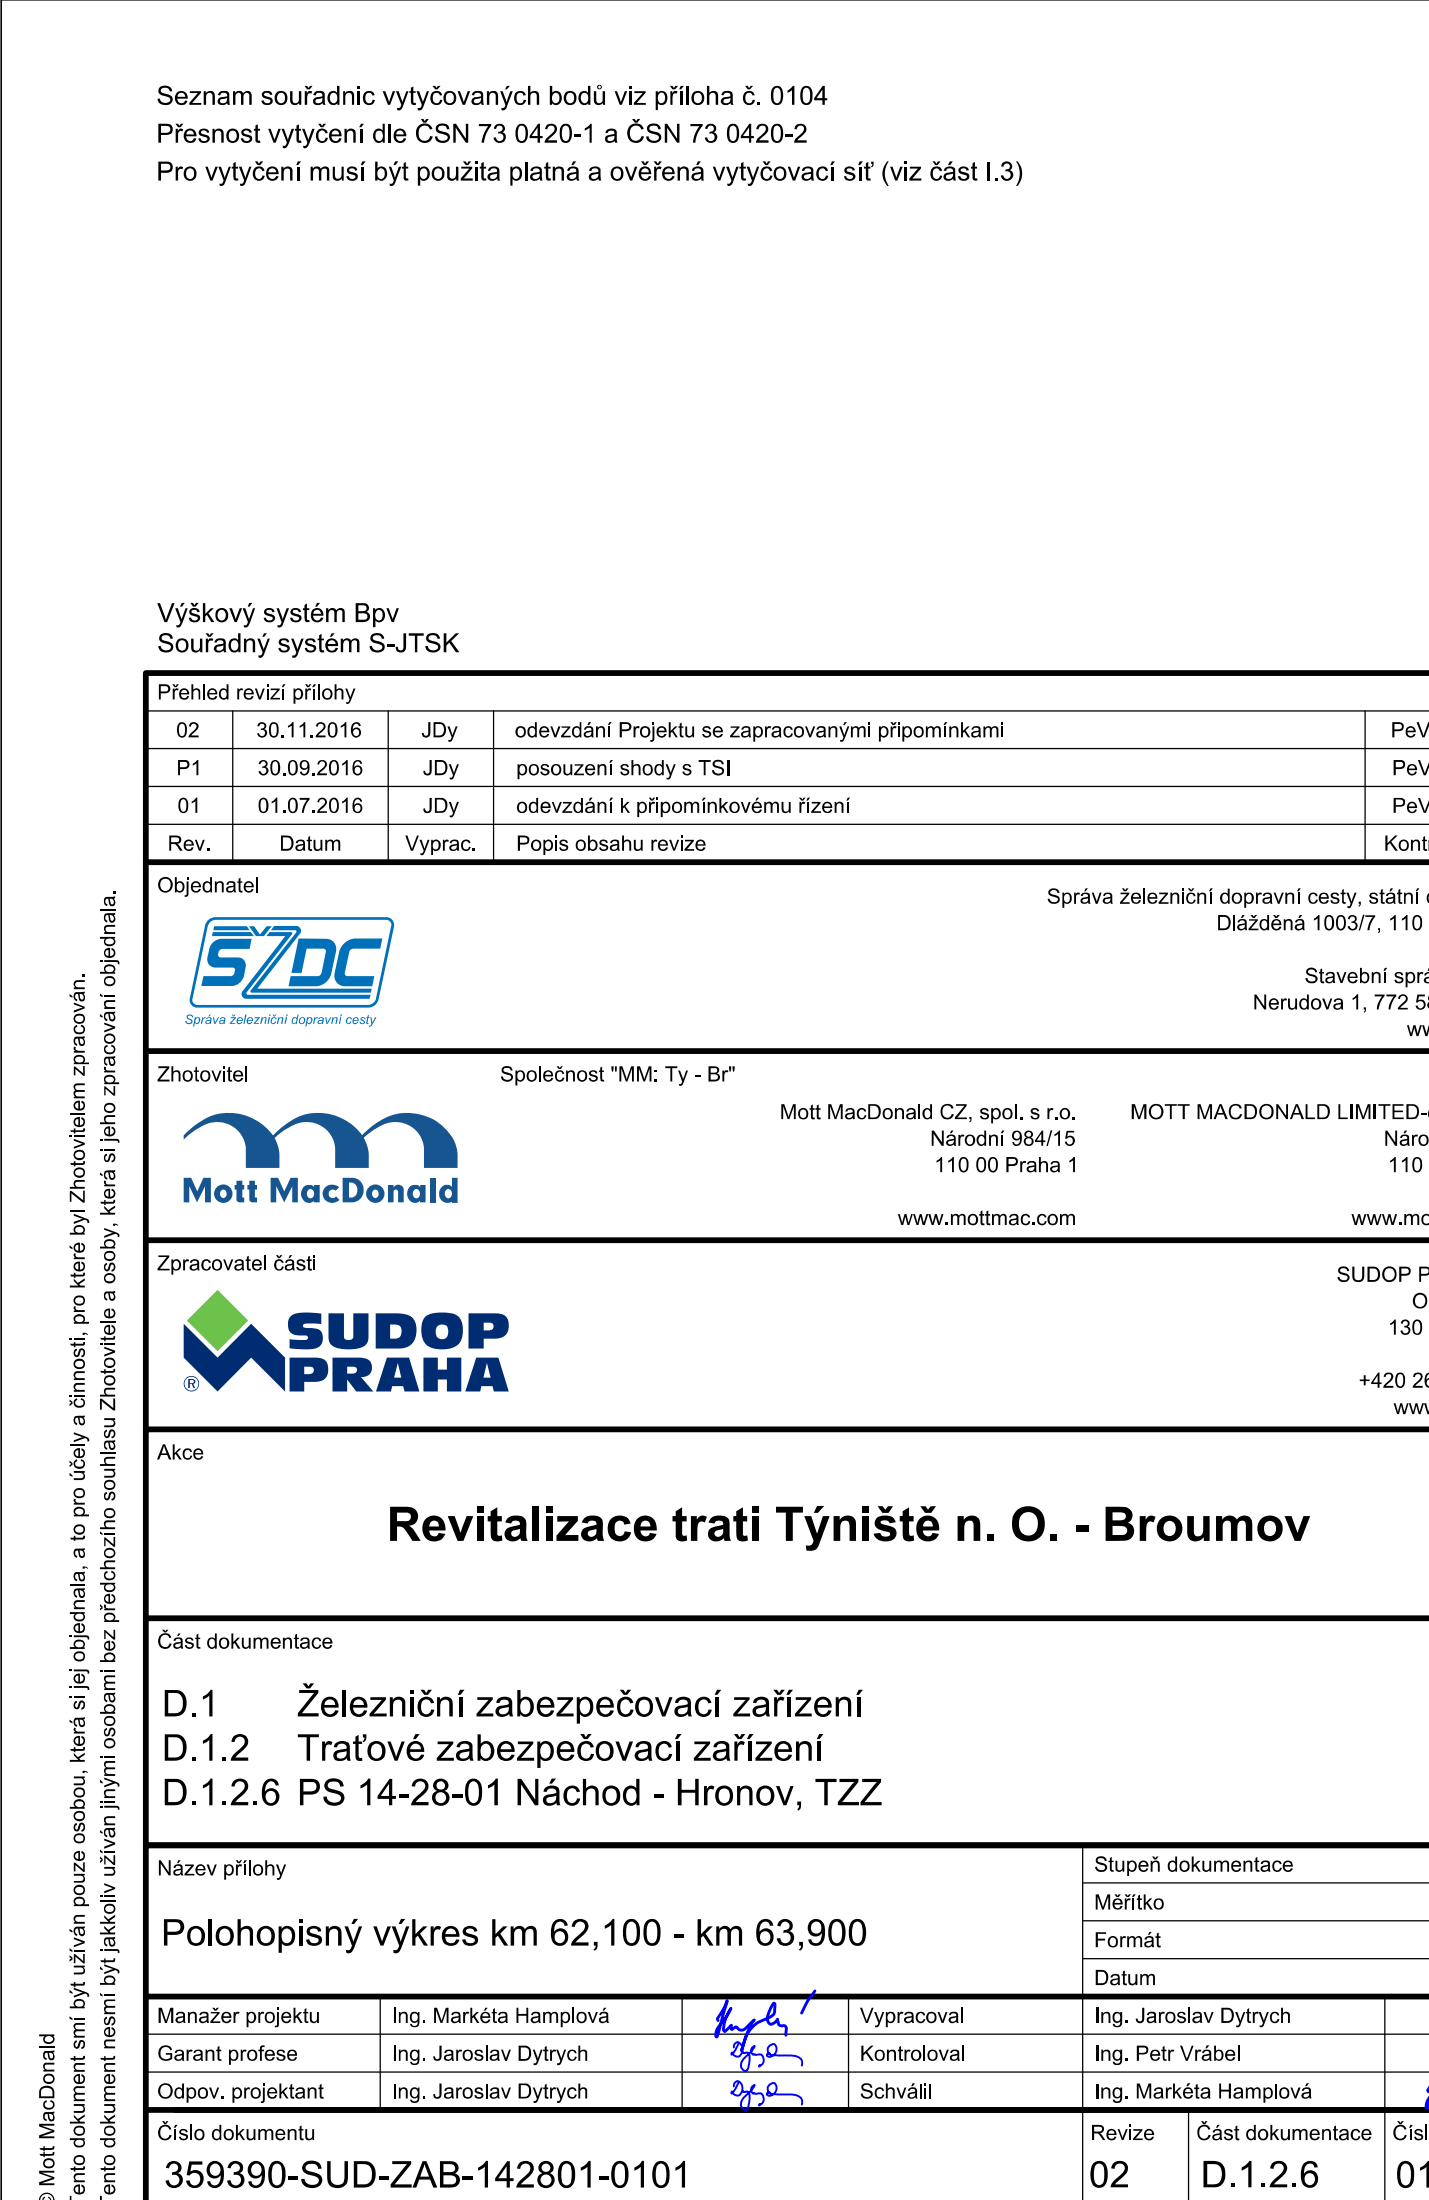 Seznam souřadnic vytyčovaných bodů viz příloha č. 0104
Přesnost vytyčení dle ČSN 73 0420-1 a ČSN 73 0420-2
Pro vytyčení musí být použita platná a ověřená vytyčovací síť (viz část I.3)
Výškový systém Bpv
Souřadný systém S-JTSK
Přehled revizí přílohy
02 30.11.2016 JDy odevzdání Projektu se zapracovanými připomínkami PeV
P1 30.09.2016 JDy posouzení shody s TSI PeV
01 01.07.2016 JDy odevzdání k připomínkovému řízení PeV
Rev. Datum Vyprac. Popis obsahu revize
Objednatel
SŽDC
Správa železniční dopravní cesty
Správa železniční dopravní cesty, státní
Dlážděná 1003/7, 110
Stavební
Nerudova 1, 772
Zhotovitel
Společnost "MM: Ty - Br"
Mott MacDonald
Mott MacDonald CZ, spol. s r.o. MOTT MACDONALD LIMITED-
Národní 984/15
110 00 Praha 1 110
www.mottmac.com
Zpracovatel části
SUDOP
PRAHA
®
SUDOP
130
+420
Akce
Revitalizace trati Týniště n. O. - Broumov
Část dokumentace
D.1 Železniční zabezpečovací zařízení
D.1.2 Traťové zabezpečovací zařízení
D.1.2.6 PS 14-28-01 Náchod - Hronov, TZZ
Název přílohy
Polohopisný výkres km 62,100 - km 63,900
Stupeň dokumentace
Měřítko
Formát
Datum
Manažer projektu Ing. Markéta Hamplová Vypracoval Ing. Jaroslav Dytrych
Garant profese Ing. Jaroslav Dytrych Kontroloval Ing. Petr Vrábel
Odpov. projektant Ing. Jaroslav Dytrych Schválil Ing. Markéta Hamplová
Číslo dokumentu Revize Část dokumentace
359390-SUD-ZAB-142801-0101 02 D.1.2.6
© Mott MacDonald
Tento dokument smí být užíván pouze osobou, která si jej objednala, a to pro účely a činnosti, pro které byl Zhotovitelem zpracován.
Tento dokument nesmí být jakkoliv užíván jinými osobami bez předchozího souhlasu Zhotovitele a osoby, která si jeho zpracování objednala.